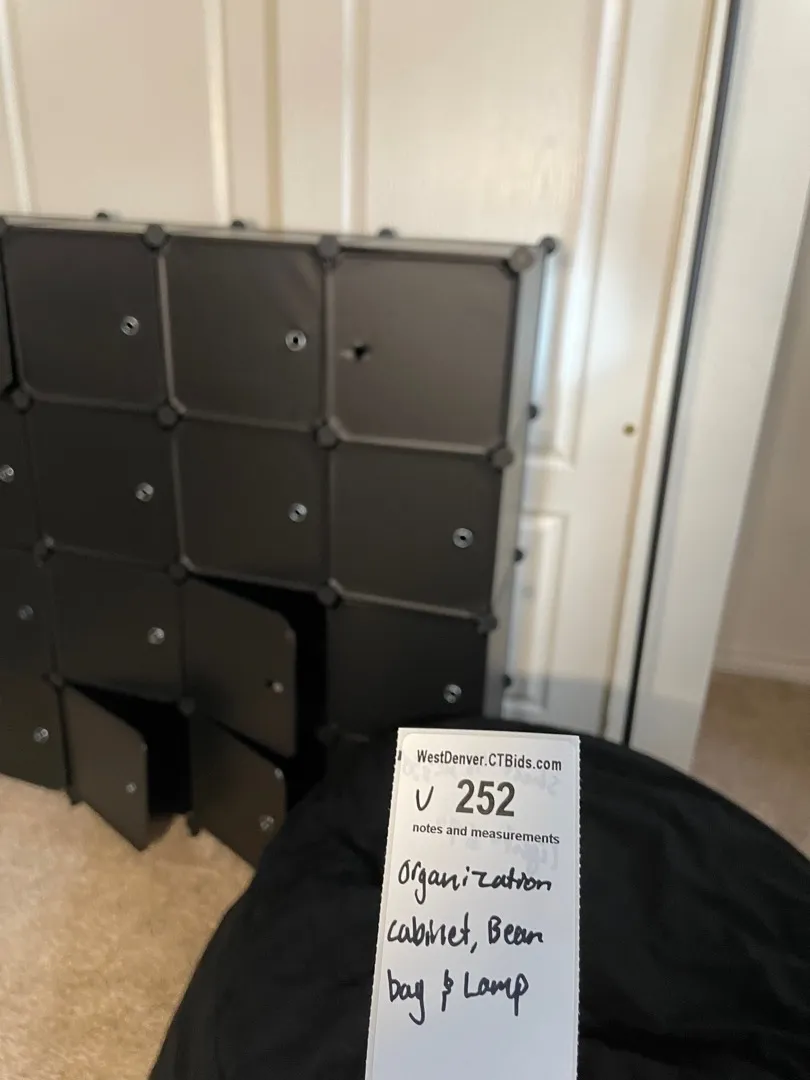 WestDenver.CTBids.com
V 252
notes and measurements
Organization
cabinet, Bean
bag & Lamp